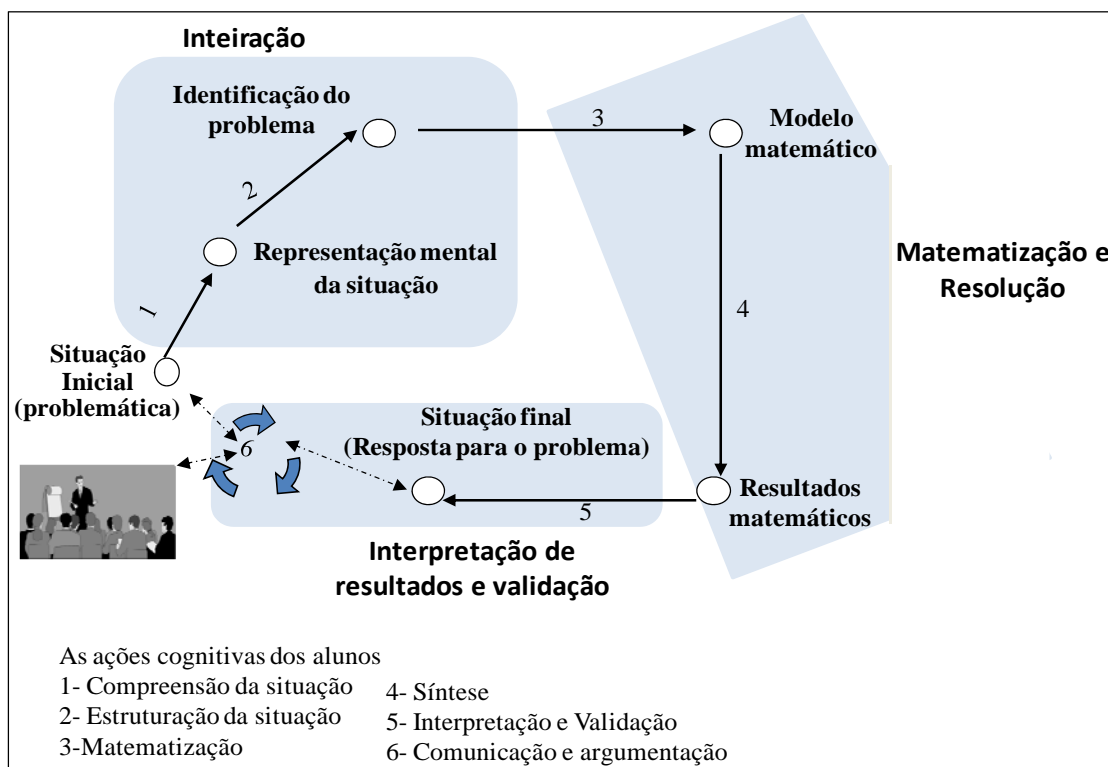 Inteiração
Identificação do
problema
3
Modelo
matemático
2
Representação mental
da situação
Matematização e
Resolução
1
4
Situação
Inicial
(problemática)
Situação final
(Resposta para o problema)
6
5
Resultados
matemáticos
Interpretação de
resultados e validação
As ações cognitivas dos alunos
1- Compreensão da situação
2- Estruturação da situação
3-Matematização
4- Síntese
5- Interpretação e Validação
6- Comunicação e argumentação